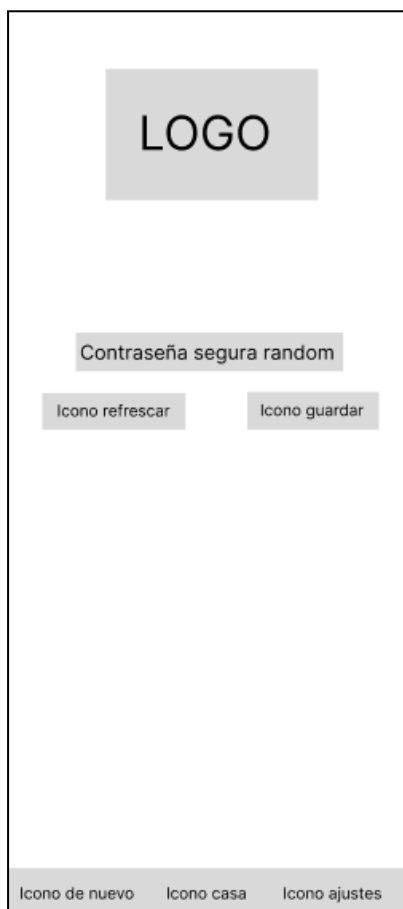 LOGO
Contraseña segura random
Icono refrescar
Icono guardar
Icono de nuevo
Icono casa
Icono ajustes